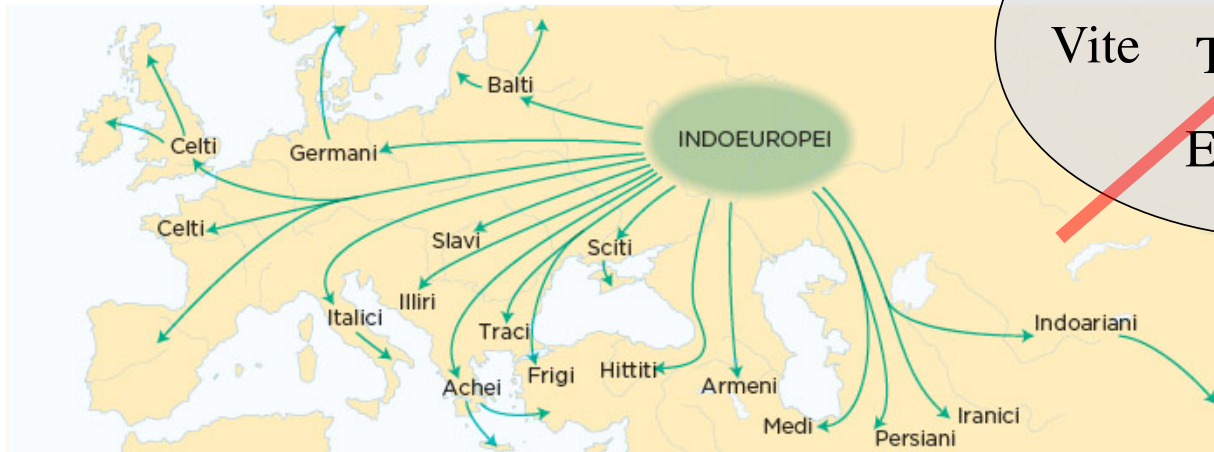 Vite
Balti
INDOEUROPEI
Celti
Germani
Celti
Slavi
Sciti
Illiri
Italici
Traci
Indoariani
Achei
Frigi
Hittiti
Armeni
Medi
Iranici
Persiani